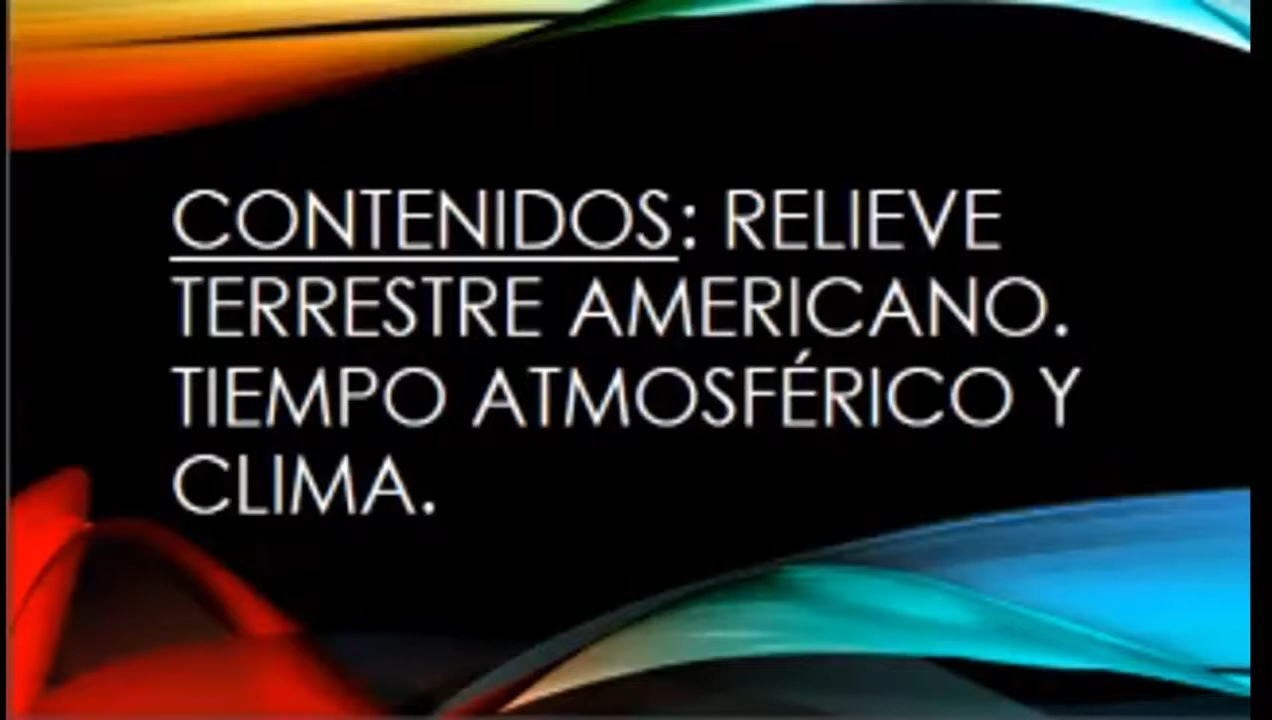 CONTENIDOS: RELIEVE
TERRESTRE AMERICANO.
TIEMPO ATMOSFÉRICO Y
CLIMA.